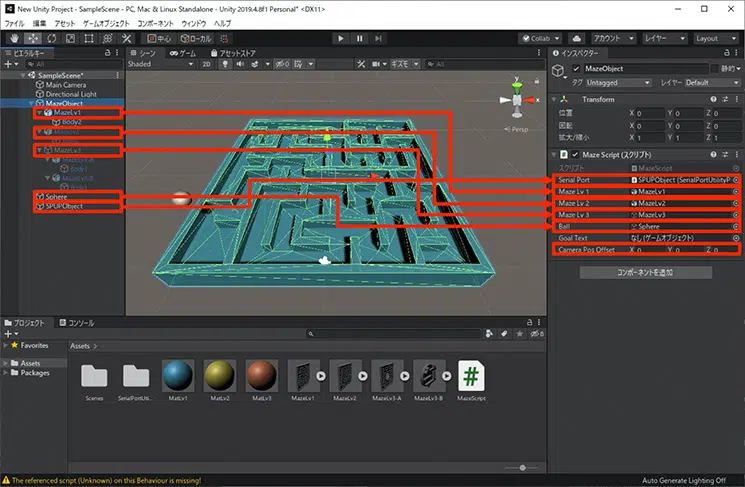 New Unity Project - SampleScene - PC, Mac & Linux Standalone - Unity 2019.4.8f1 Personal* <DX11>
ファイル 編集 アセット ゲームオブジェクト コンポーネント ウィンドウ ヘルプ
中心 ローカル Collab アカウント レイヤー Layout
ヒエラルキー
All
SampleScene*
Main Camera
Directional Light
MazeObject
MazeLv1
Body2
MazeLv2
MazeLv3
MazeLv3-A
Body1
Sphere
SPUPObject
シーン ゲーム アセットストア
Shaded 2D ギズモ All
y
x
Persp
インスペクター
MazeObject 静的
タグ Untagged レイヤー Default
Transform
位置 X 0 Y 0 Z 0
回転 X 0 Y 0 Z 0
拡大/縮小 X 1 Y 1 Z 1
Maze Script (スクリプト)
スクリプト MazeScript
Serial Port SPUPObject (SerialPortUtilityP
Maze Lv 1 MazeLv1
Maze Lv 2 MazeLv2
Maze Lv 3 MazeLv3
Ball Sphere
Goal Text なし (ゲームオブジェクト)
Camera Pos Offset X 0 Y 0 Z 0
コンポーネントを追加
プロジェクト コンソール
Favorites
Assets
Packages
Assets >
Scenes SerialPortUti... MatLv1 MatLv2 MatLv3 MazeLv1 MazeLv2 MazeLv3-A MazeLv3-B MazeScript
The referenced script (Unknown) on this Behaviour is missing!
Auto Generate Lighting Off